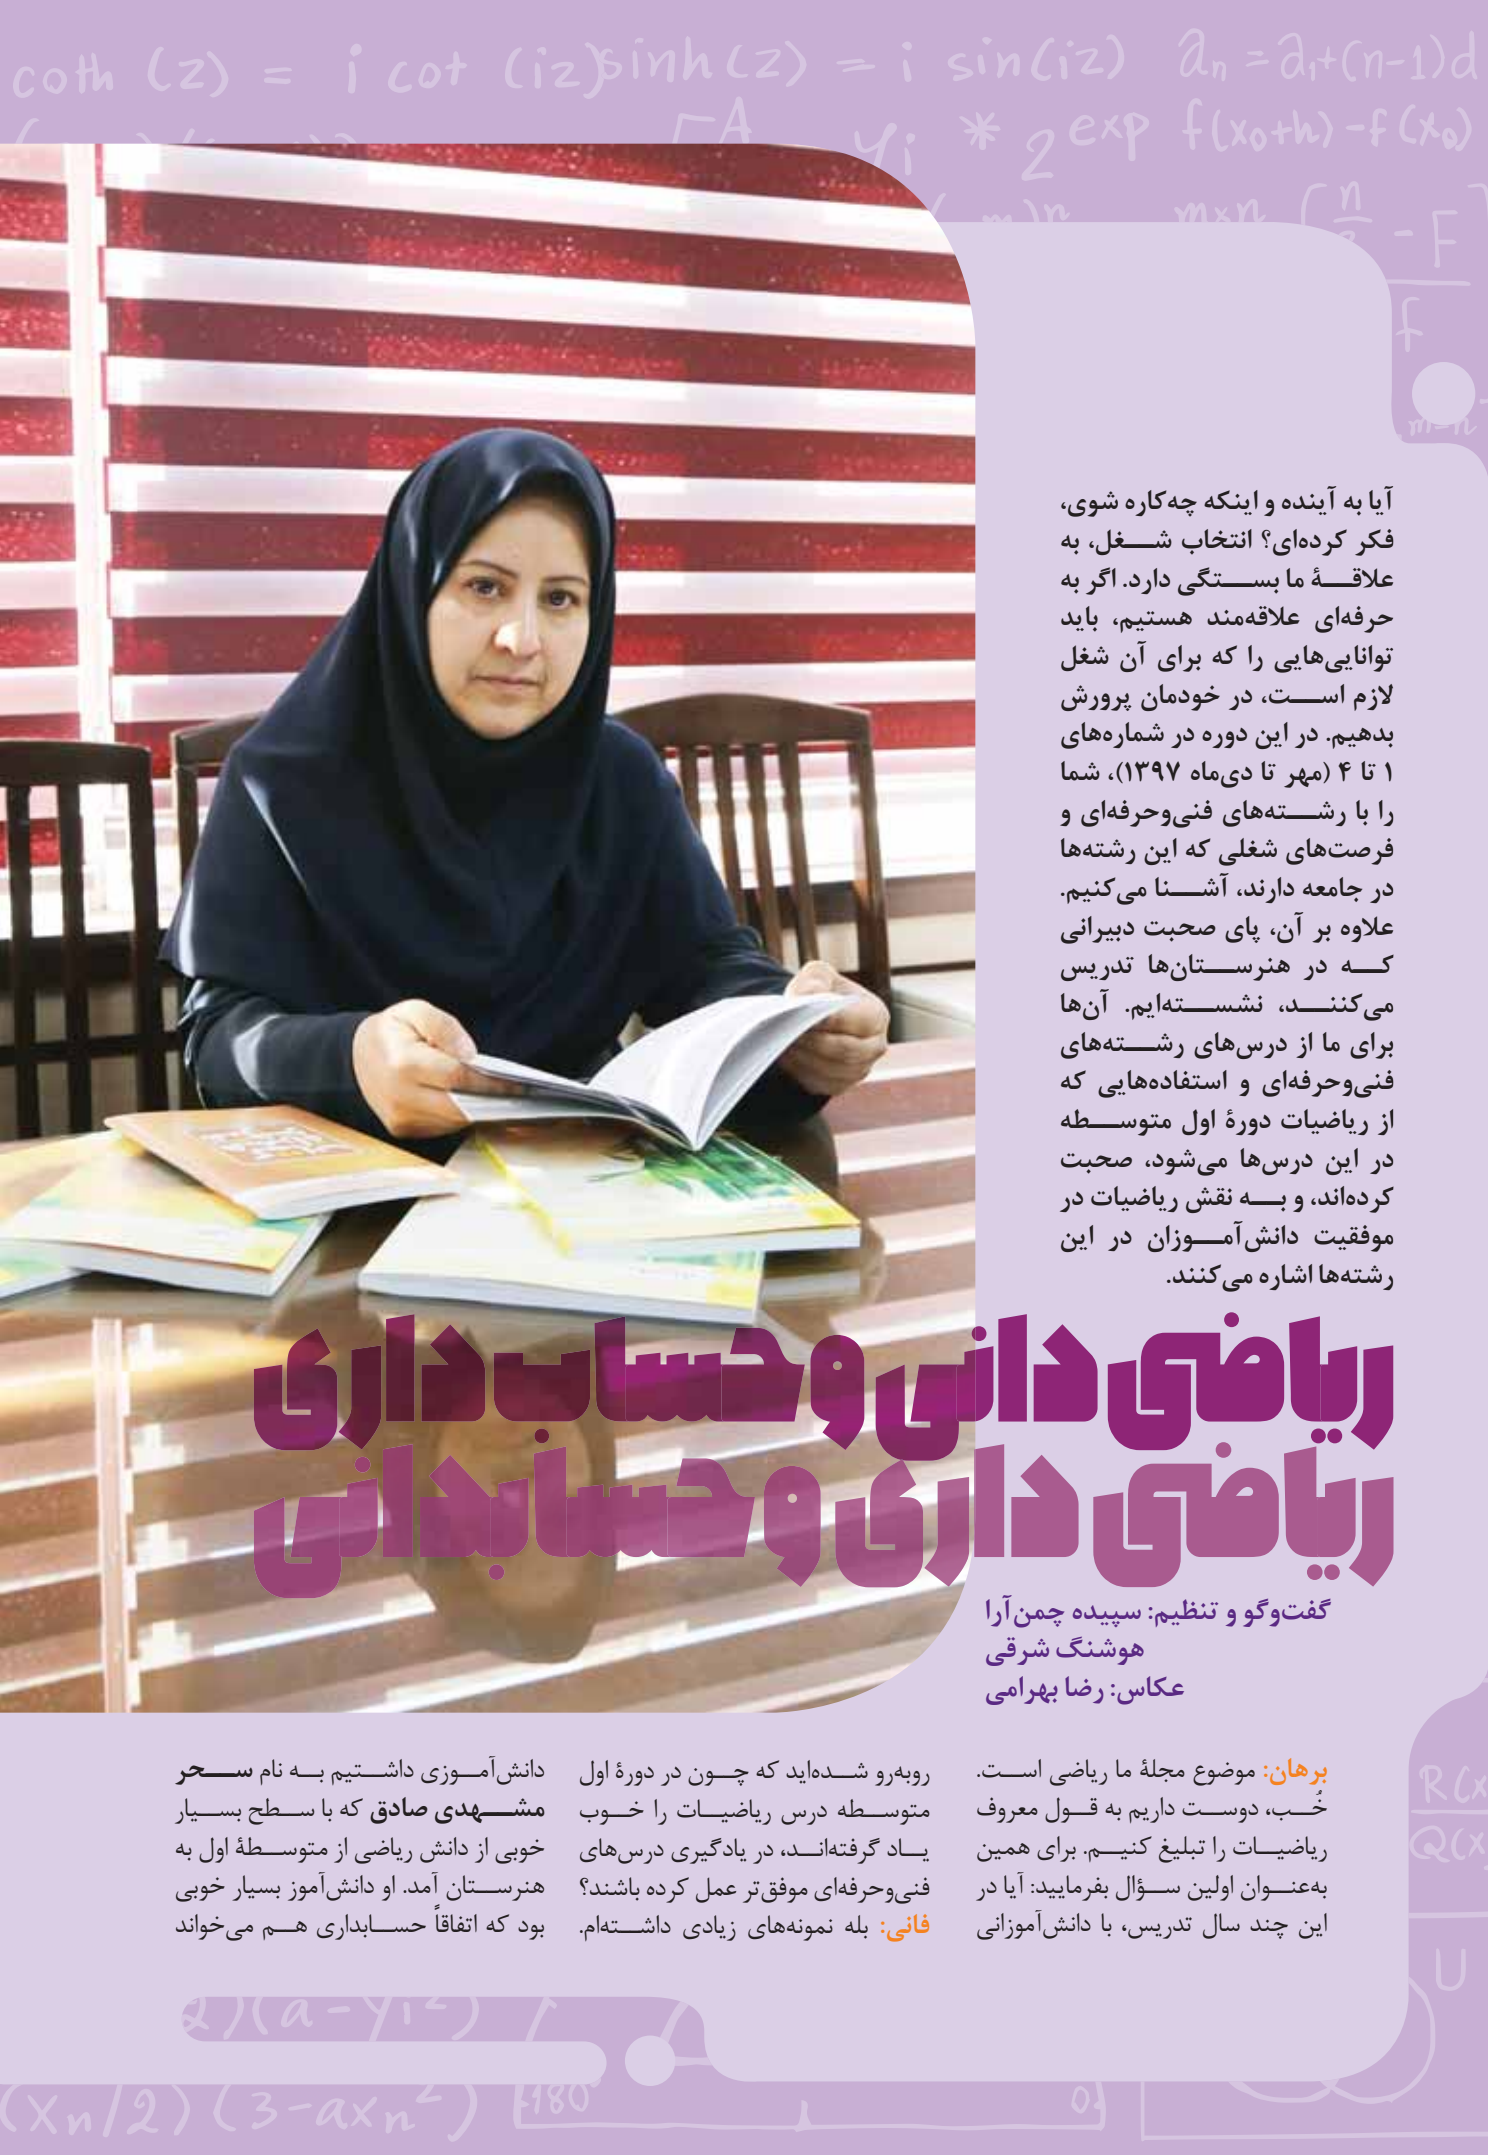 coth (z) = i cot (iz)
sinh (z) = i sin(iz)
aₙ = a₁+(n-1)d
yᵢ * 2 exp f(x₀+h) - f(x₀)
m×n
آیا به آینده و اینکه چه‌کاره شوی،
فکر کرده‌ای؟ انتخاب شغل، به
علاقهٔ ما بستگی دارد. اگر به
حرفه‌ای علاقه‌مند هستیم، باید
توانایی‌هایی را که برای آن شغل
لازم است، در خودمان پرورش
بدهیم. در این دوره در شماره‌های
۱ تا ۴ (مهر تا دی‌ماه ۱۳۹۷)، شما
را با رشته‌های فنی‌وحرفه‌ای و
فرصت‌های شغلی که این رشته‌ها
در جامعه دارند، آشنا می‌کنیم.
علاوه بر آن، پای صحبت دبیرانی
که در هنرستان‌ها تدریس
می‌کنند، نشسته‌ایم. آن‌ها
برای ما از درس‌های رشته‌های
فنی‌وحرفه‌ای و استفاده‌هایی که
از ریاضیات دورهٔ اول متوسطه
در این درس‌ها می‌شود، صحبت
کرده‌اند، و به نقش ریاضیات در
موفقیت دانش‌آموزان در این
رشته‌ها اشاره می‌کنند.
ریاضی دانی و حساب داری
ریاضی داری و حسابدانی
گفت‌وگو و تنظیم: سپیده چمن‌آرا
هوشنگ شرقی
عکاس: رضا بهرامی
برهان: موضوع مجلهٔ ما ریاضی است.
خُب، دوست داریم به قول معروف
ریاضیات را تبلیغ کنیم. برای همین
به‌عنوان اولین سؤال بفرمایید: آیا در
این چند سال تدریس، با دانش‌آموزانی
روبه‌رو شده‌اید که چون در دورهٔ اول
متوسطه درس ریاضیات را خوب
یاد گرفته‌اند، در یادگیری درس‌های
فنی‌وحرفه‌ای موفق‌تر عمل کرده باشند؟
فانی: بله نمونه‌های زیادی داشته‌ام.
دانش‌آموزی داشتیم به نام سحر
مشهدی صادق که با سطح بسیار
خوبی از دانش ریاضی از متوسطهٔ اول به
هنرستان آمد. او دانش‌آموز بسیار خوبی
بود که اتفاقاً حسابداری هم می‌خواند
(xₙ/2) (3-axₙ²)
180
0
U